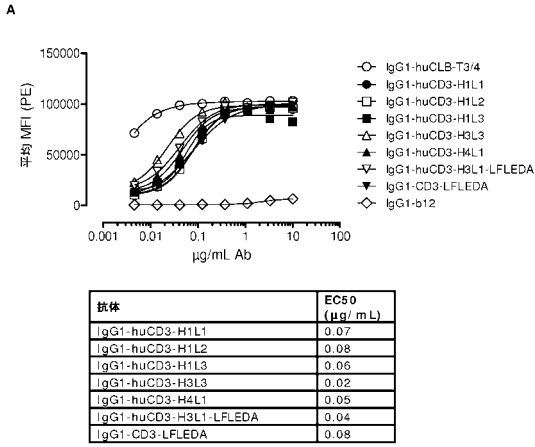 A
150000
100000
50000
0
平均 MFI (PE)
0.001
0.01
0.1
1
10
100
µg/mL Ab
IgG1-huCLB-T3/4
IgG1-huCD3-H1L1
IgG1-huCD3-H1L2
IgG1-huCD3-H1L3
IgG1-huCD3-H3L3
IgG1-huCD3-H4L1
IgG1-huCD3-H3L1-LFLEDA
IgG1-CD3-LFLEDA
IgG1-b12
抗体 EC50
(µg/ mL)
IgG1-huCD3-H1L1 0.07
IgG1-huCD3-H1L2 0.08
IgG1-huCD3-H1L3 0.06
IgG1-huCD3-H3L3 0.02
IgG1-huCD3-H4L1 0.05
IgG1-huCD3-H3L1-LFLEDA 0.04
IgG1-CD3-LFLEDA 0.08